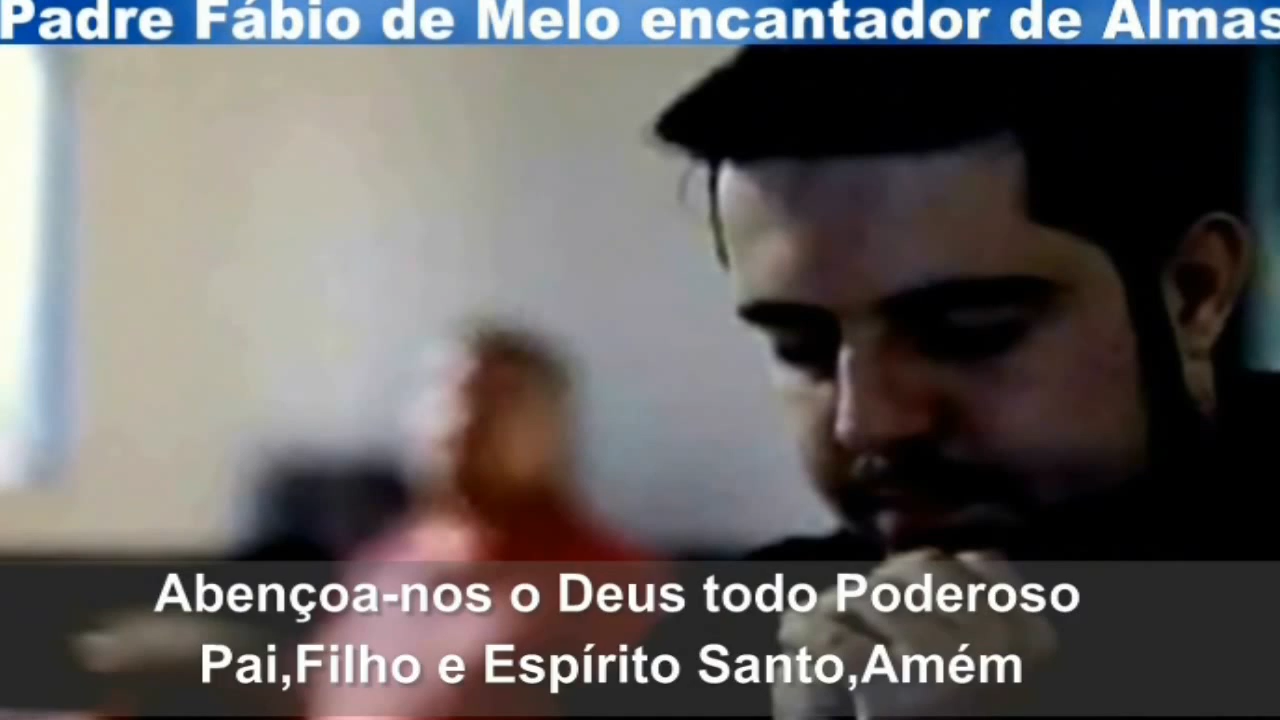 Padre Fábio de Melo encantador de Almas
Abençoa-nos o Deus todo Poderoso
Pai,Filho e Espírito Santo,Amém